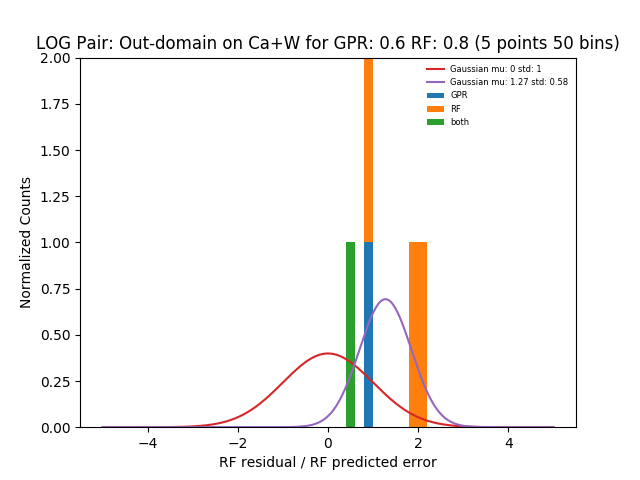 LOG Pair: Out-domain on Ca+W for GPR: 0.6 RF: 0.8 (5 points 50 bins)
Gaussian mu: 0 std: 1
Gaussian mu: 1.27 std: 0.58
GPR
RF
both
Normalized Counts
2.00
1.75
1.50
1.25
1.00
0.75
0.50
0.25
0.00
−4
−2
0
2
4
RF residual / RF predicted error